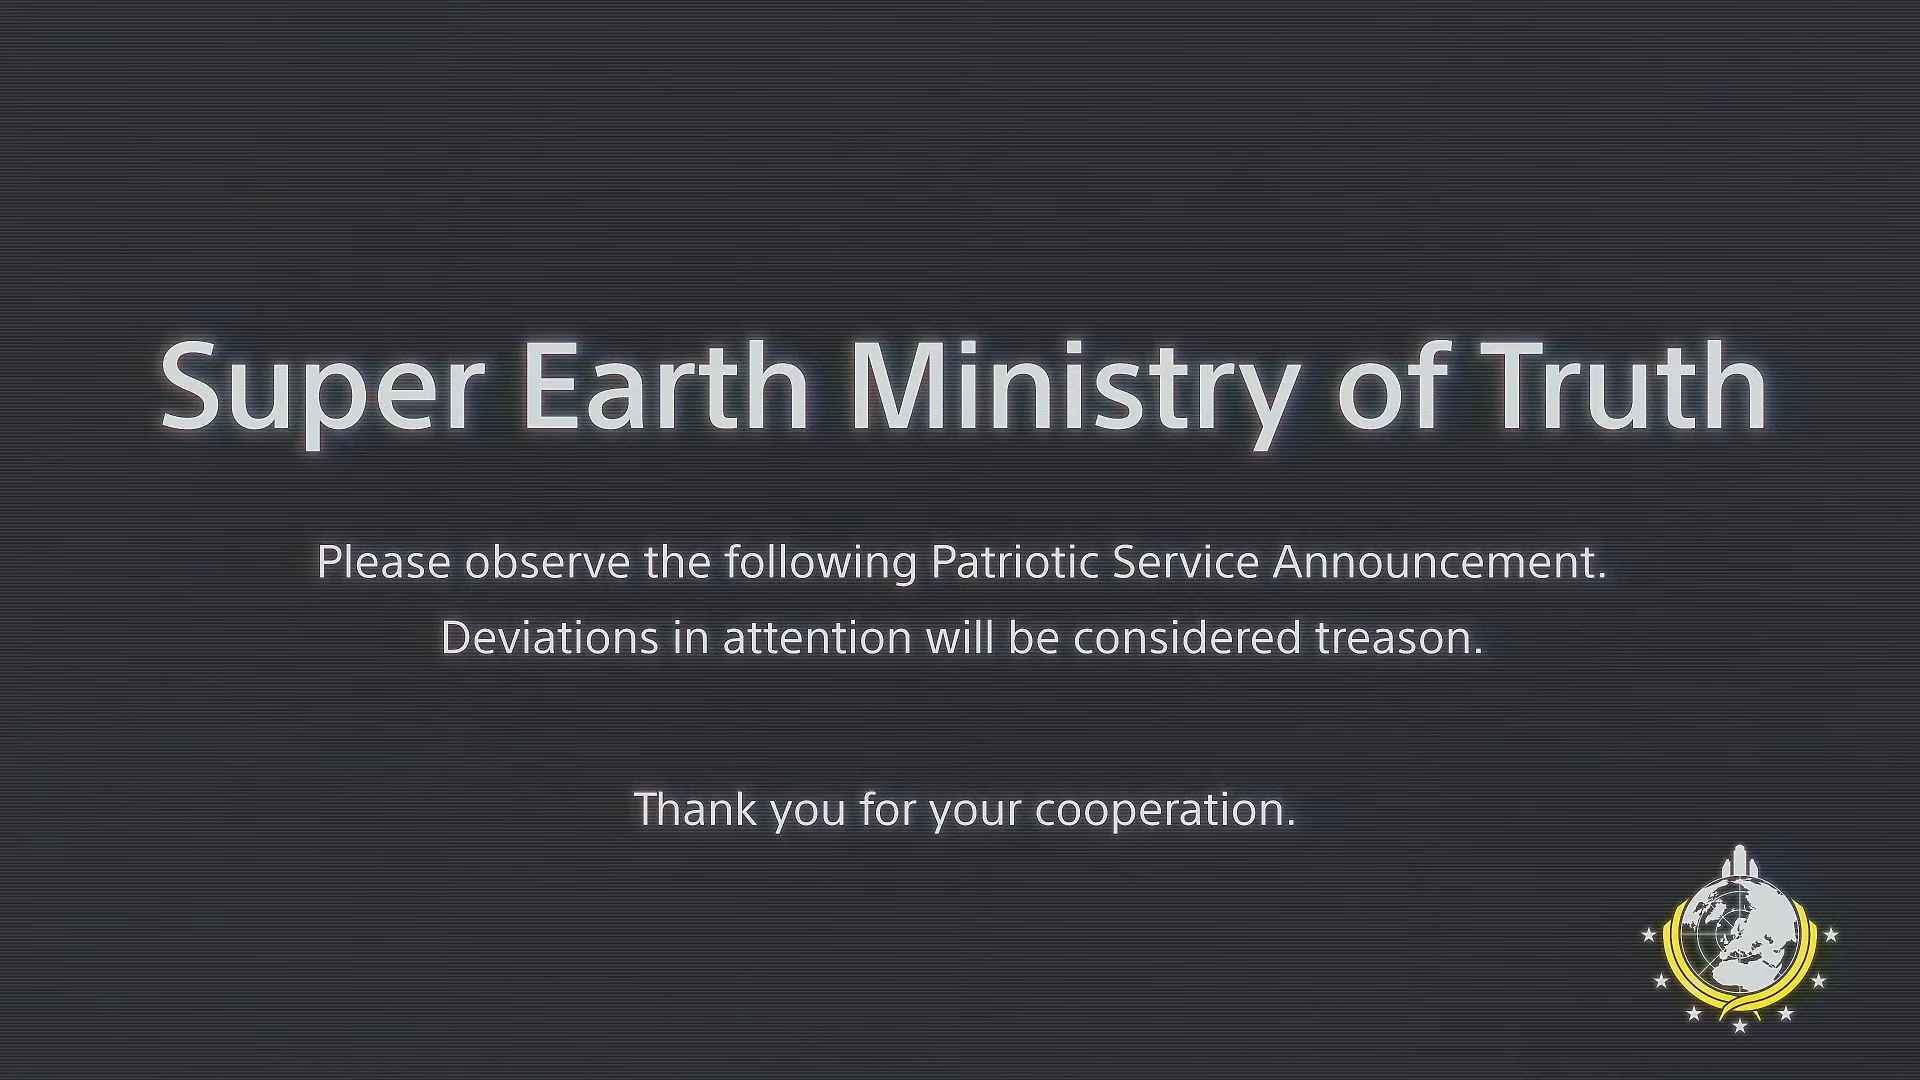 Super Earth Ministry of Truth
Please observe the following Patriotic Service Announcement.
Deviations in attention will be considered treason.
Thank you for your cooperation.